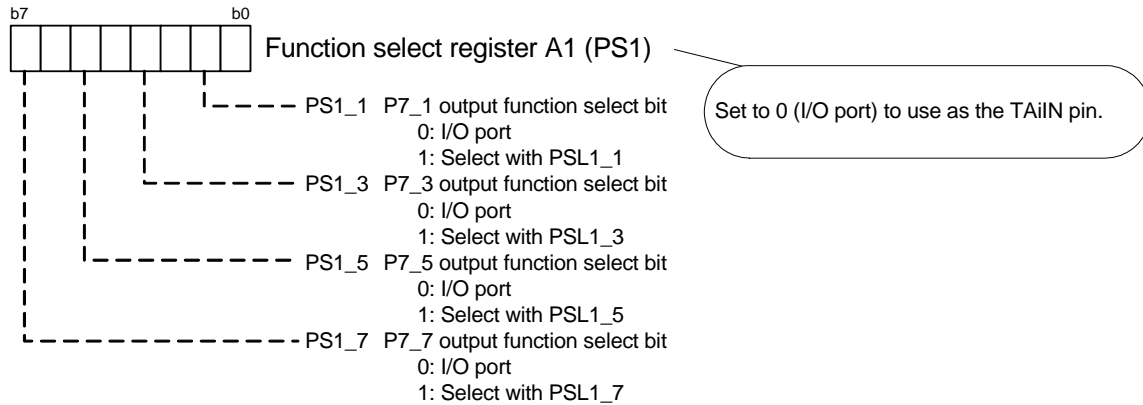 b7 b0
Function select register A1 (PS1)
Set to 0 (I/O port) to use as the TAiIN pin.
PS1_1 P7_1 output function select bit
0: I/O port
1: Select with PSL1_1
PS1_3 P7_3 output function select bit
0: I/O port
1: Select with PSL1_3
PS1_5 P7_5 output function select bit
0: I/O port
1: Select with PSL1_5
PS1_7 P7_7 output function select bit
0: I/O port
1: Select with PSL1_7